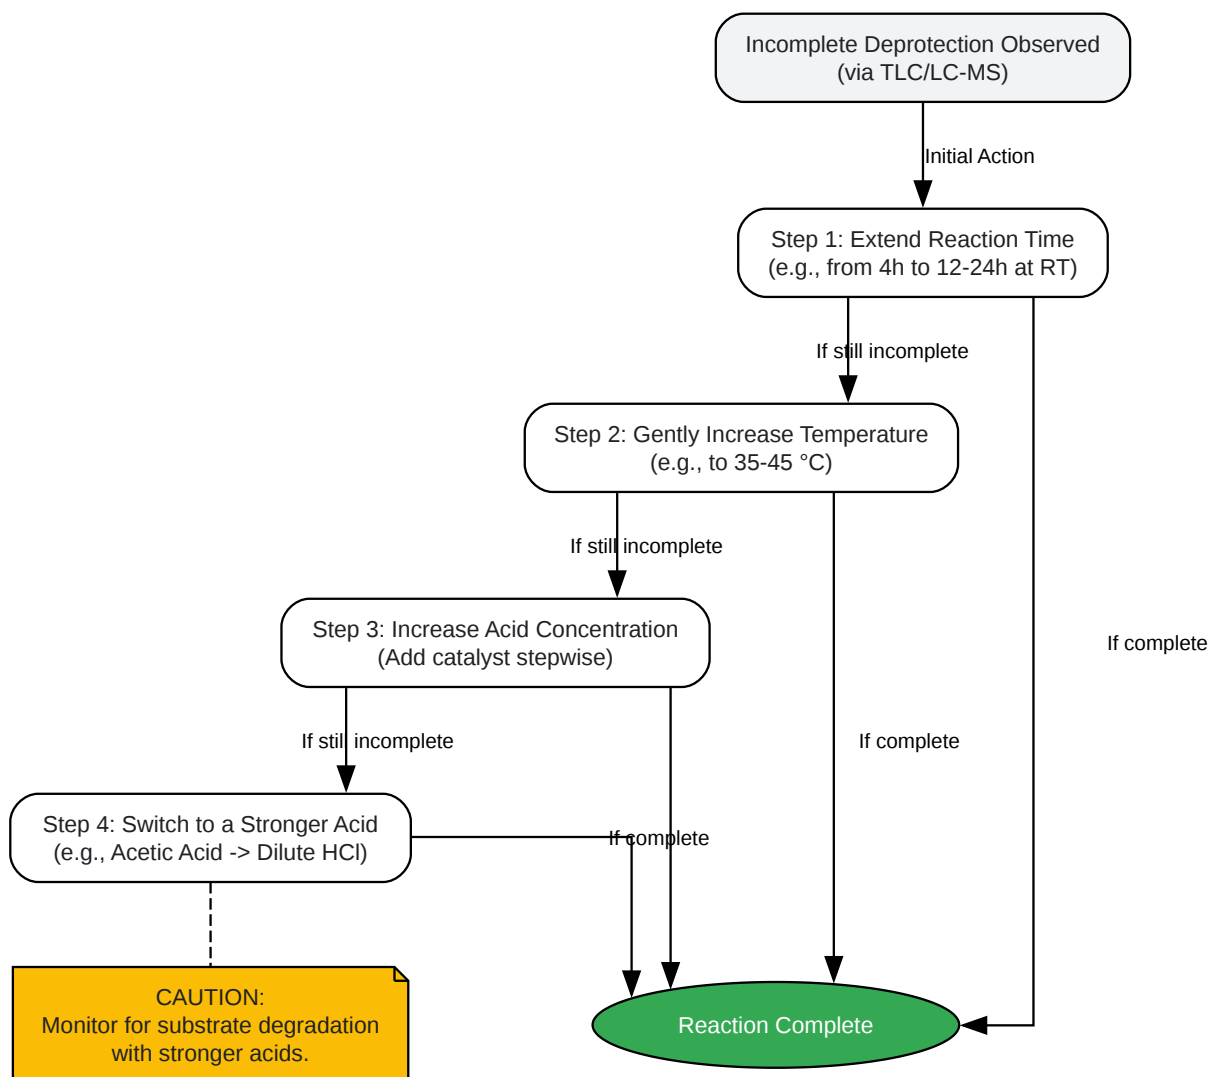 Incomplete Deprotection Observed
(via TLC/LC-MS)
Initial Action
Step 1: Extend Reaction Time
(e.g., from 4h to 12-24h at RT)
If still incomplete
Step 2: Gently Increase Temperature
(e.g., to 35-45 °C)
If still incomplete
Step 3: Increase Acid Concentration
(Add catalyst stepwise)
If complete
If still incomplete
If complete
Step 4: Switch to a Stronger Acid
(e.g., Acetic Acid -> Dilute HCl)
If complete
CAUTION:
Monitor for substrate degradation
with stronger acids.
Reaction Complete